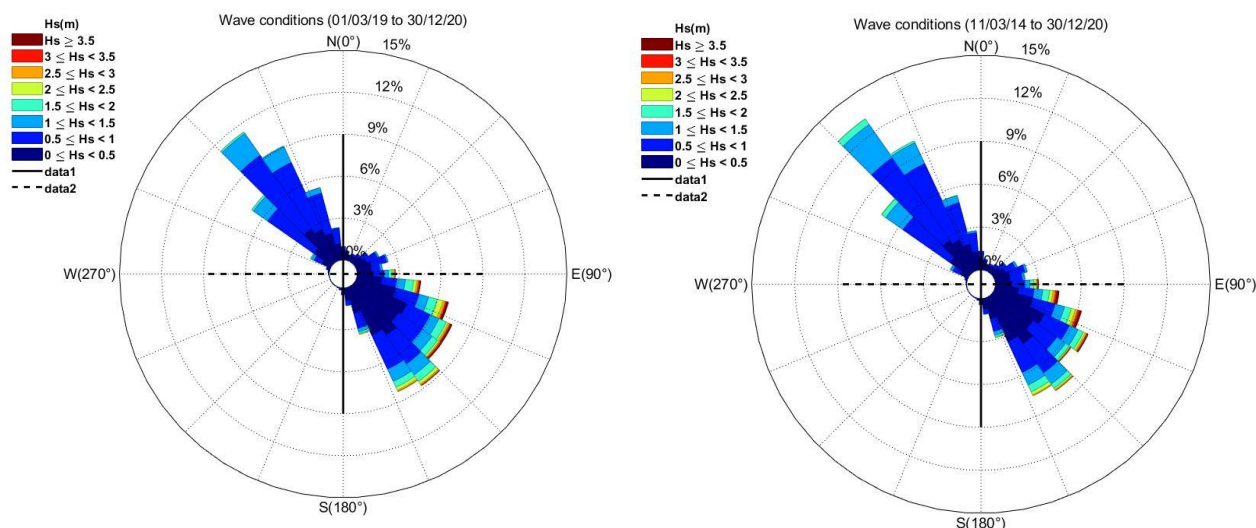 Wave conditions (01/03/19 to 30/12/20)
Hs(m)
Hs ≥ 3.5
3 ≤ Hs < 3.5
2.5 ≤ Hs < 3
2 ≤ Hs < 2.5
1.5 ≤ Hs < 2
1 ≤ Hs < 1.5
0.5 ≤ Hs < 1
0 ≤ Hs < 0.5
data1
data2
N(0°)
15%
12%
9%
6%
3%
0%
W(270°)
E(90°)
S(180°)
Wave conditions (11/03/14 to 30/12/20)
Hs(m)
Hs ≥ 3.5
3 ≤ Hs < 3.5
2.5 ≤ Hs < 3
2 ≤ Hs < 2.5
1.5 ≤ Hs < 2
1 ≤ Hs < 1.5
0.5 ≤ Hs < 1
0 ≤ Hs < 0.5
data1
data2
N(0°)
15%
12%
9%
6%
3%
0%
W(270°)
E(90°)
S(180°)